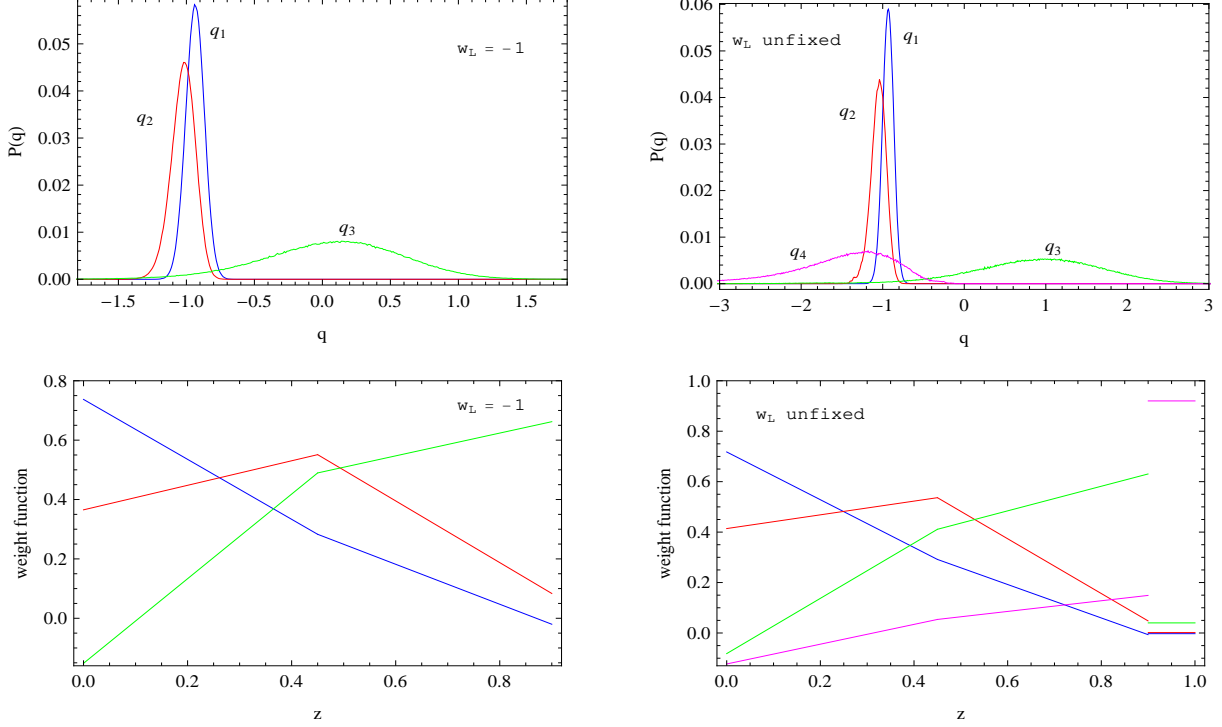 q1
w_L = -1
q2
q3
P(q)
0.05
0.04
0.03
0.02
0.01
0.00
-1.5 -1.0 -0.5 0.0 0.5 1.0 1.5
q
w_L unfixed
q1
q2
q4
q3
P(q)
0.06
0.05
0.04
0.03
0.02
0.01
0.00
-3 -2 -1 0 1 2 3
q
w_L = -1
weight function
0.8
0.6
0.4
0.2
0.0
0.0 0.2 0.4 0.6 0.8
z
w_L unfixed
weight function
1.0
0.8
0.6
0.4
0.2
0.0
0.0 0.2 0.4 0.6 0.8 1.0
z